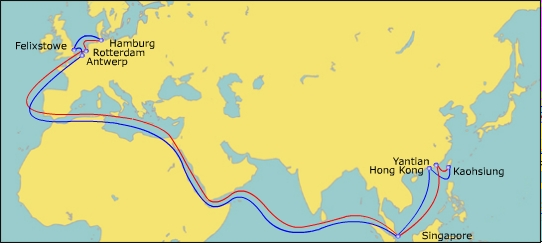 Felixstowe
Hamburg
Rotterdam
Antwerp
Yantian
Hong Kong
Kaohsiung
Singapore